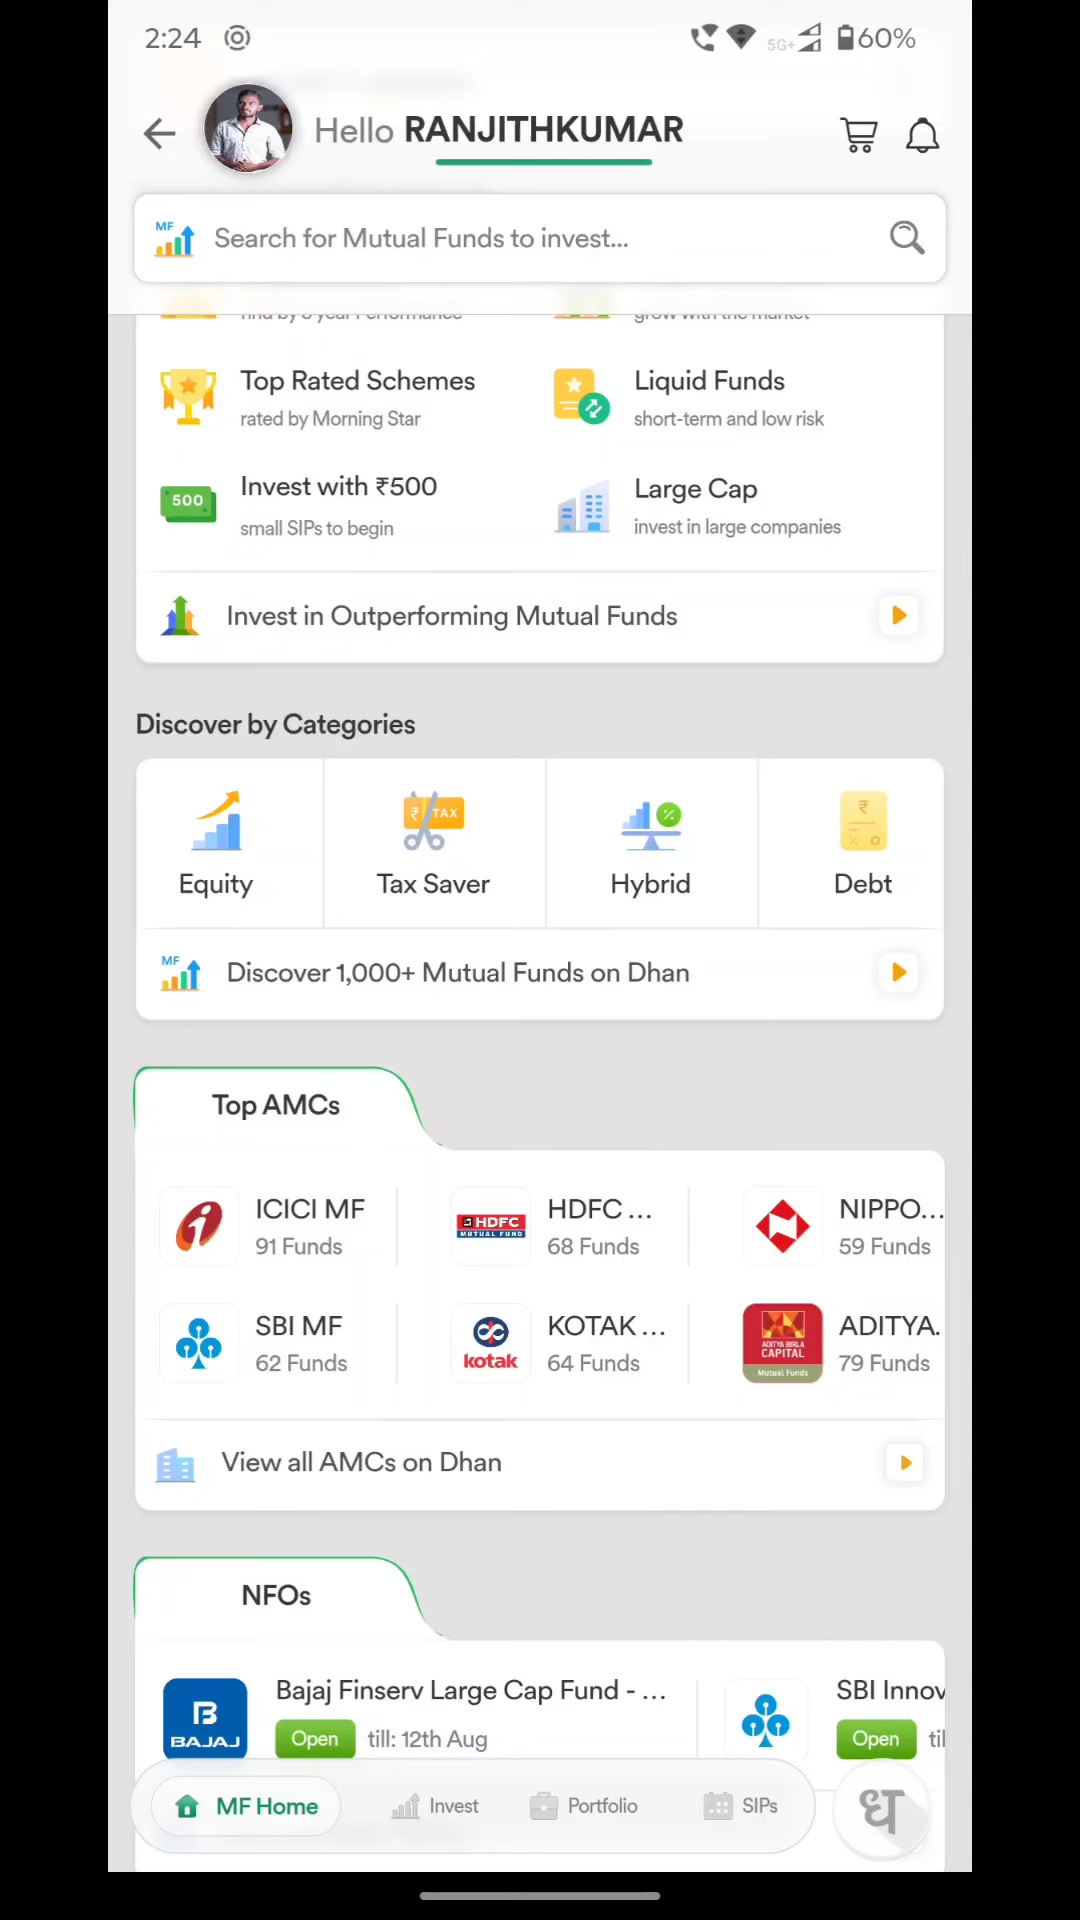 2:24
5G+
60%
Hello RANJITHKUMAR
MF
Search for Mutual Funds to invest...
Top Rated Schemes
rated by Morning Star
Liquid Funds
short-term and low risk
500
Invest with ₹500
small SIPs to begin
Large Cap
invest in large companies
Invest in Outperforming Mutual Funds
Discover by Categories
₹ TAX
₹
Equity
Tax Saver
Hybrid
Debt
MF
Discover 1,000+ Mutual Funds on Dhan
Top AMCs
ICICI MF
91 Funds
HDFC
MUTUAL FUND
HDFC ...
68 Funds
NIPPO...
59 Funds
SBI MF
62 Funds
kotak
KOTAK ...
64 Funds
ADITYA BIRLA
CAPITAL
Mutual Funds
ADITYA.
79 Funds
View all AMCs on Dhan
NFOs
BAJAJ
Bajaj Finserv Large Cap Fund - ...
Open till: 12th Aug
SBI Innov
Open til
MF Home
Invest
Portfolio
SIPs
ध